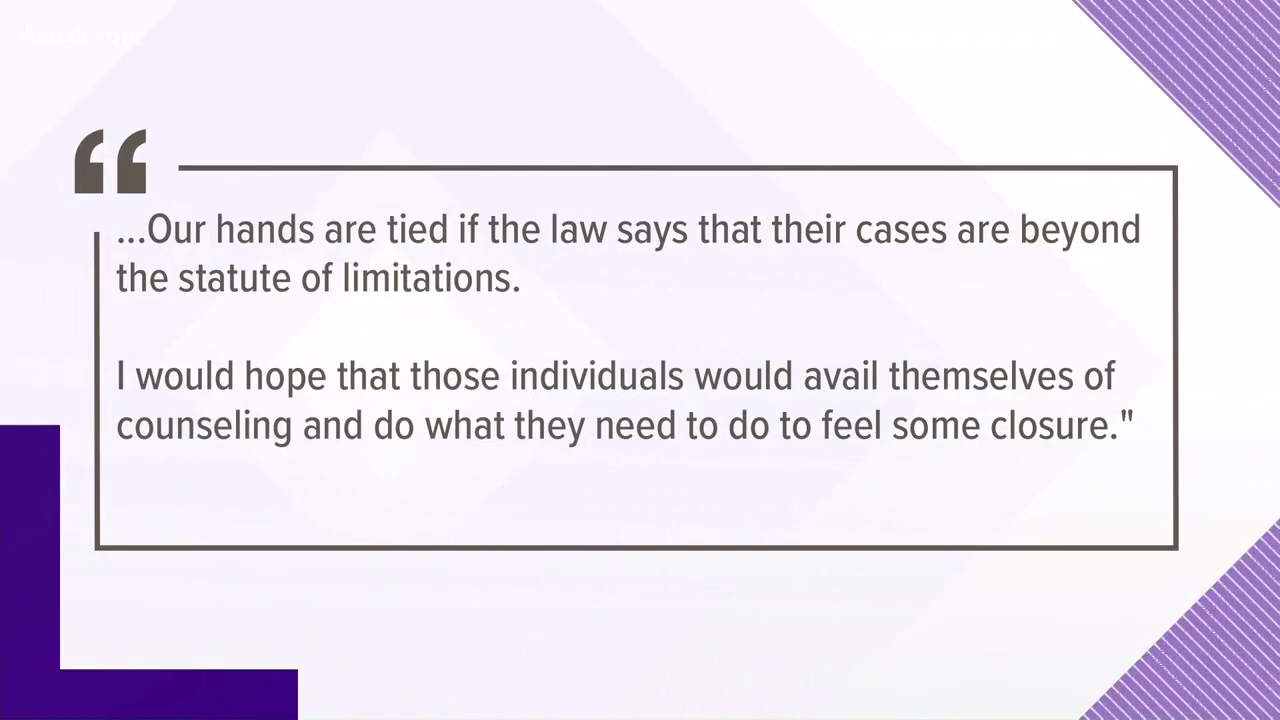 “
...Our hands are tied if the law says that their cases are beyond
the statute of limitations.
I would hope that those individuals would avail themselves of
counseling and do what they need to do to feel some closure."